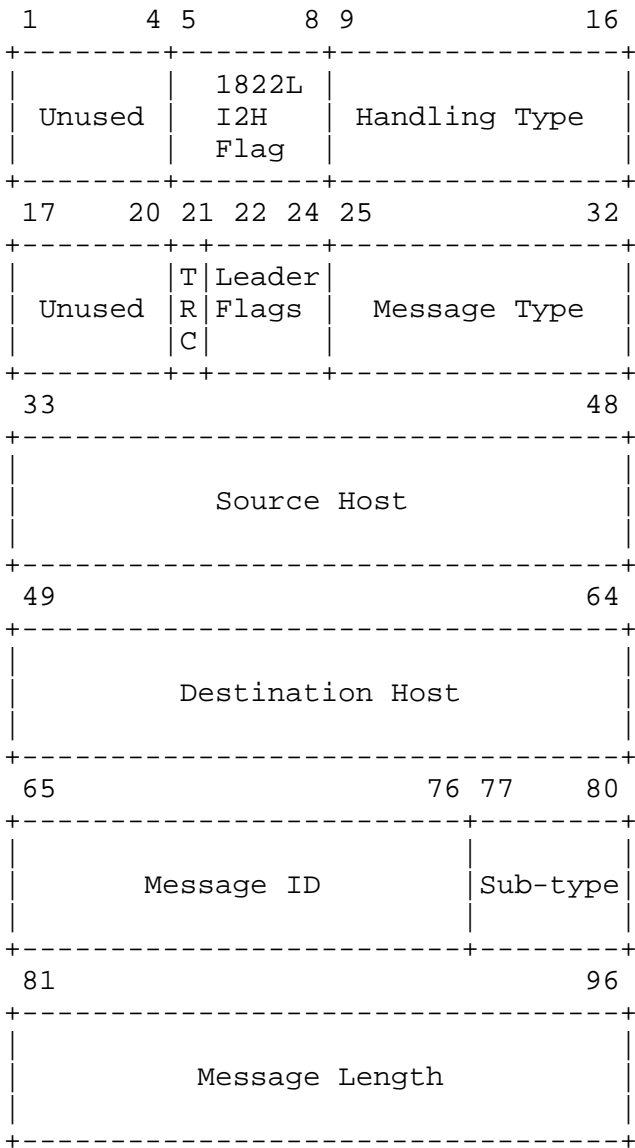 1 4 5 8 9 16
+--------+--------+----------------+
| | 1822L | |
| Unused | I2H | Handling Type |
| | Flag | |
+--------+--------+----------------+
17 20 21 22 24 25 32
+--------+-+------+----------------+
| |T|Leader| |
| Unused |R|Flags | Message Type |
| |C| | |
+--------+-+------+----------------+
33 48
+----------------------------------+
| |
| Source Host |
| |
+----------------------------------+
49 64
+----------------------------------+
| |
| Destination Host |
| |
+----------------------------------+
65 76 77 80
+-------------------------+--------+
| | |
| Message ID |Sub-type|
| | |
+-------------------------+--------+
81 96
+----------------------------------+
| |
| Message Length |
| |
+----------------------------------+